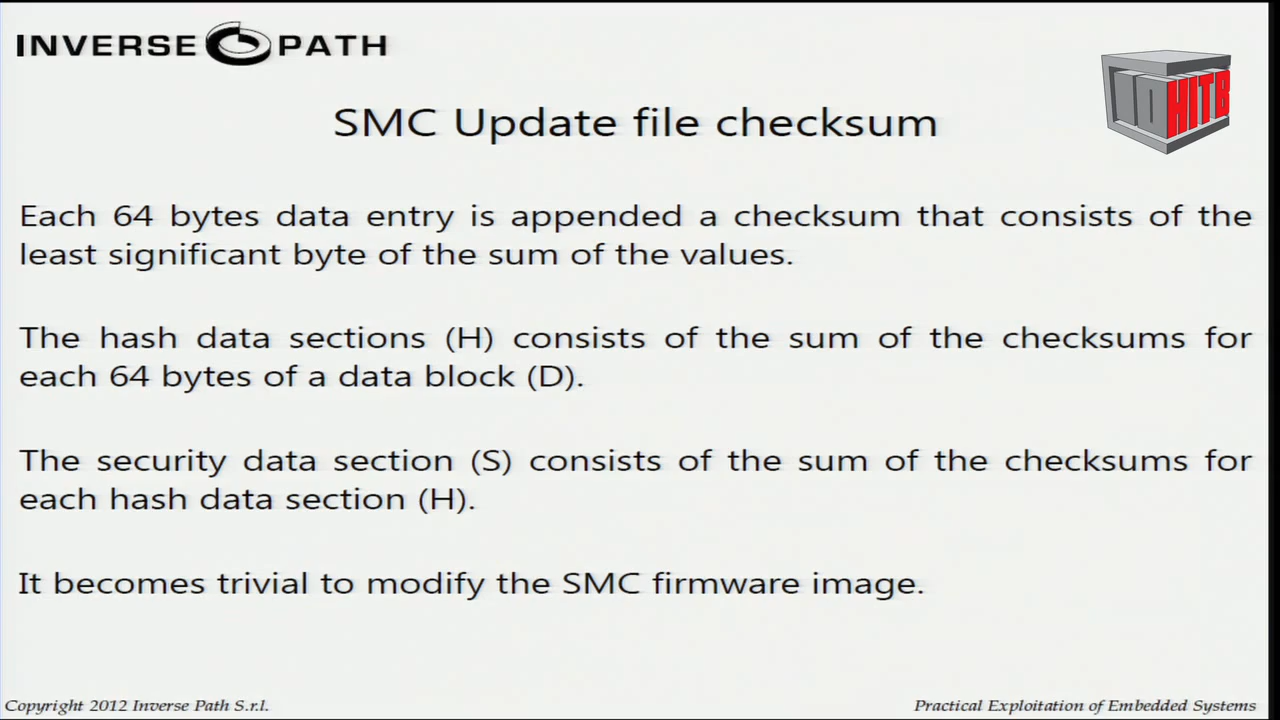 INVERSE PATH
HITB
SMC Update file checksum
Each 64 bytes data entry is appended a checksum that consists of the
least significant byte of the sum of the values.
The hash data sections (H) consists of the sum of the checksums for
each 64 bytes of a data block (D).
The security data section (S) consists of the sum of the checksums for
each hash data section (H).
It becomes trivial to modify the SMC firmware image.
Copyright 2012 Inverse Path S.r.l.
Practical Exploitation of Embedded Systems